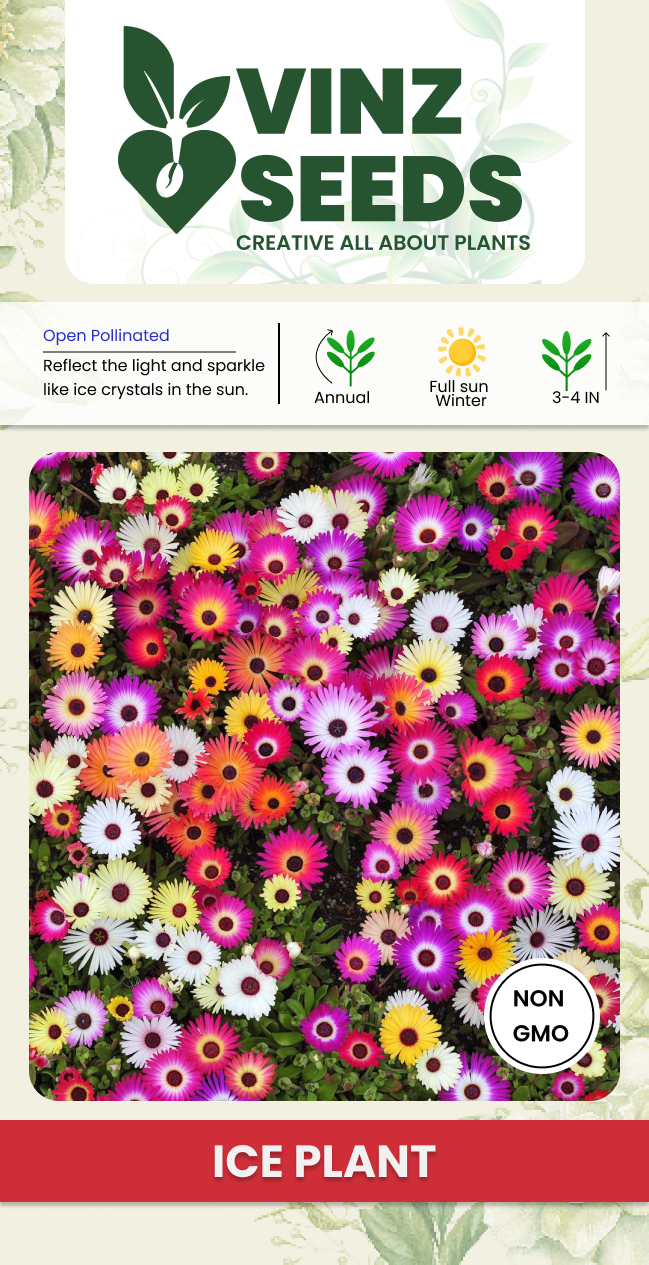 VINZ
SEEDS
CREATIVE ALL ABOUT PLANTS
Open Pollinated
Reflect the light and sparkle
like ice crystals in the sun.
Annual
Full sun
Winter
3-4 IN
NON
GMO
ICE PLANT